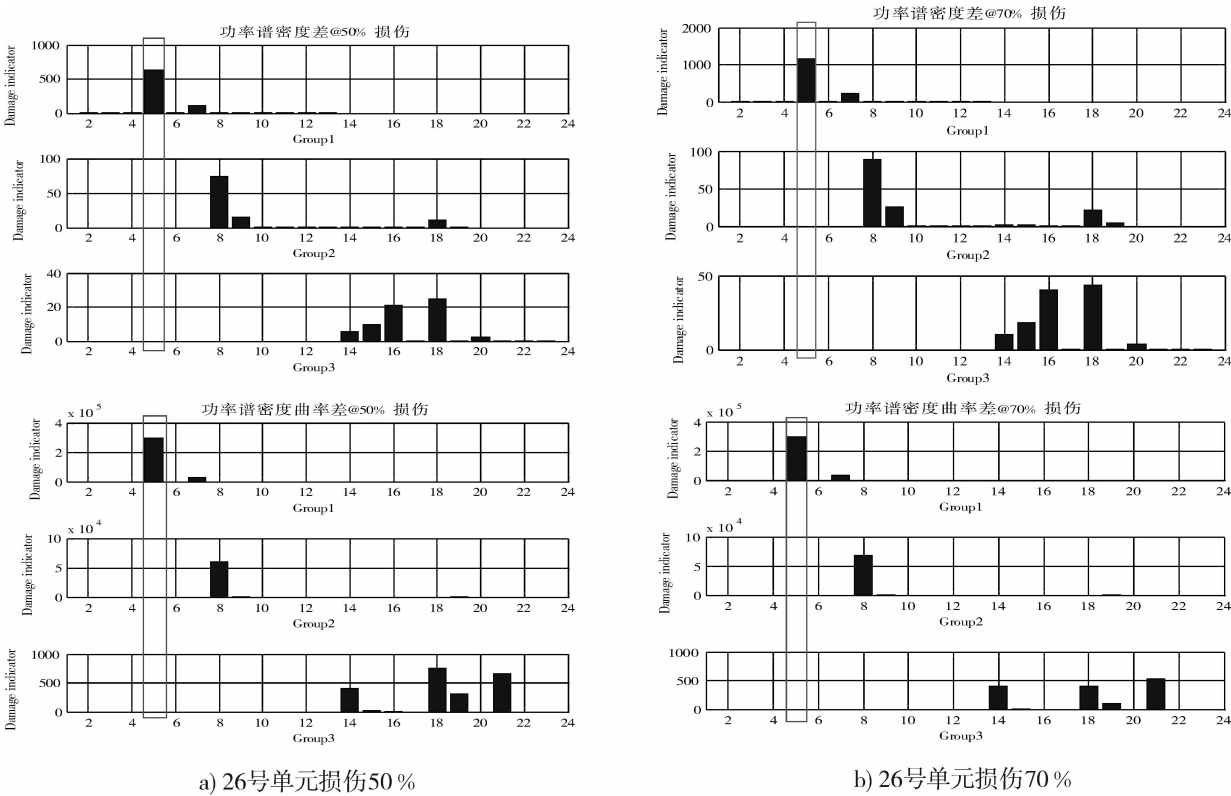 功率谱密度差@50% 损伤
Damage indicator
1000
500
0
2 4 6 8 10 12 14 16 18 20 22 24
Group1
Damage indicator
100
50
0
2 4 6 8 10 12 14 16 18 20 22 24
Group2
Damage indicator
40
20
0
2 4 6 8 10 12 14 16 18 20 22 24
Group3
功率谱密度曲率差@50% 损伤
x 10^5
Damage indicator
4
2
0
2 4 6 8 10 12 14 16 18 20 22 24
Group1
x 10^4
Damage indicator
10
5
0
2 4 6 8 10 12 14 16 18 20 22 24
Group2
Damage indicator
1000
500
0
2 4 6 8 10 12 14 16 18 20 22 24
Group3
a) 26号单元损伤50 %
功率谱密度差@70% 损伤
Damage indicator
2000
1000
0
2 4 6 8 10 12 14 16 18 20 22 24
Group1
Damage indicator
100
50
0
2 4 6 8 10 12 14 16 18 20 22 24
Group2
Damage indicator
50
0
2 4 6 8 10 12 14 16 18 20 22 24
Group3
功率谱密度曲率差@70% 损伤
x 10^5
Damage indicator
4
2
0
2 4 6 8 10 12 14 16 18 20 22 24
Group1
x 10^4
Damage indicator
10
5
0
2 4 6 8 10 12 14 16 18 20 22 24
Group2
Damage indicator
1000
500
0
2 4 6 8 10 12 14 16 18 20 22 24
Group3
b) 26号单元损伤70 %